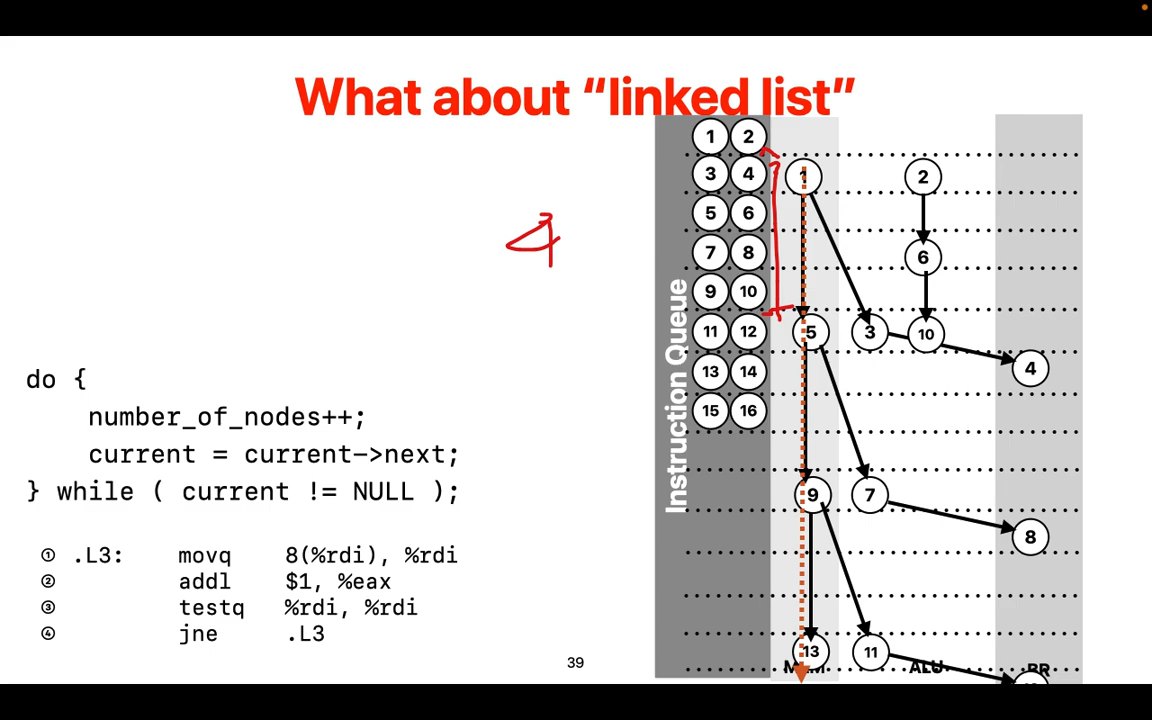 What about “linked list”
1 2
3 4 1 2
5 6
7 8 6
9 10
11 12 5 3 10
13 14 4
15 16
4
Instruction Queue
do {
number_of_nodes++;
current = current->next;
} while ( current != NULL );
9 7
8
① .L3: movq 8(%rdi), %rdi
② addl $1, %eax
③ testq %rdi, %rdi
④ jne .L3
13 11
39
ALU BR